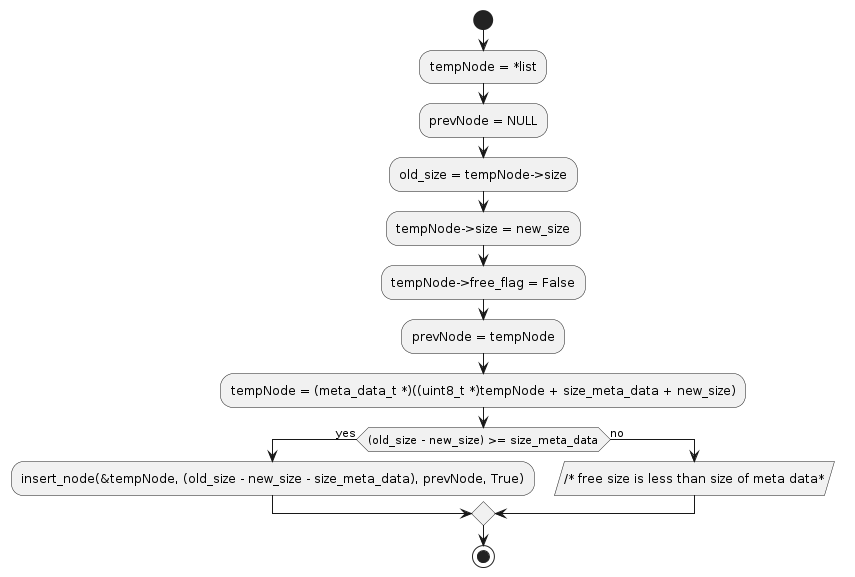 tempNode = *list
prevNode = NULL
old_size = tempNode->size
tempNode->size = new_size
tempNode->free_flag = False
prevNode = tempNode
tempNode = (meta_data_t *)((uint8_t *)tempNode + size_meta_data + new_size)
yes
(old_size - new_size) >= size_meta_data
no
insert_node(&tempNode, (old_size - new_size - size_meta_data), prevNode, True)
/* free size is less than size of meta data*